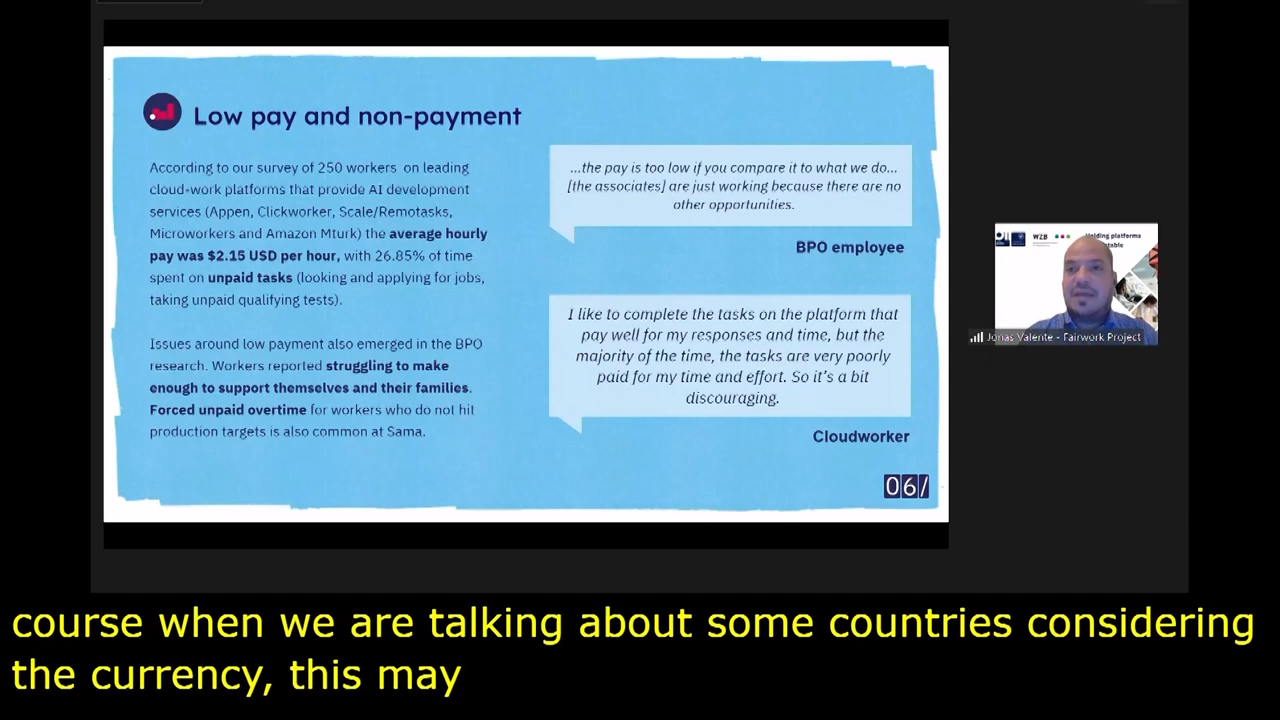 Low pay and non-payment
According to our survey of 250 workers on leading
cloud-work platforms that provide AI development
services (Appen, Clickworker, Scale/Remotasks,
Microworkers and Amazon Mturk) the average hourly
pay was $2.15 USD per hour, with 26.85% of time
spent on unpaid tasks (looking and applying for jobs,
taking unpaid qualifying tests).
Issues around low payment also emerged in the BPO
research. Workers reported struggling to make
enough to support themselves and their families.
Forced unpaid overtime for workers who do not hit
production targets is also common at Sama.
...the pay is too low if you compare it to what we do...
[the associates] are just working because there are no
other opportunities.
BPO employee
I like to complete the tasks on the platform that
pay well for my responses and time, but the
majority of the time, the tasks are very poorly
paid for my time and effort. So it's a bit
discouraging.
Cloudworker
06/
WZB
Holding platforms
Jonas Valente - Fairwork Project
course when we are talking about some countries considering
the currency, this may